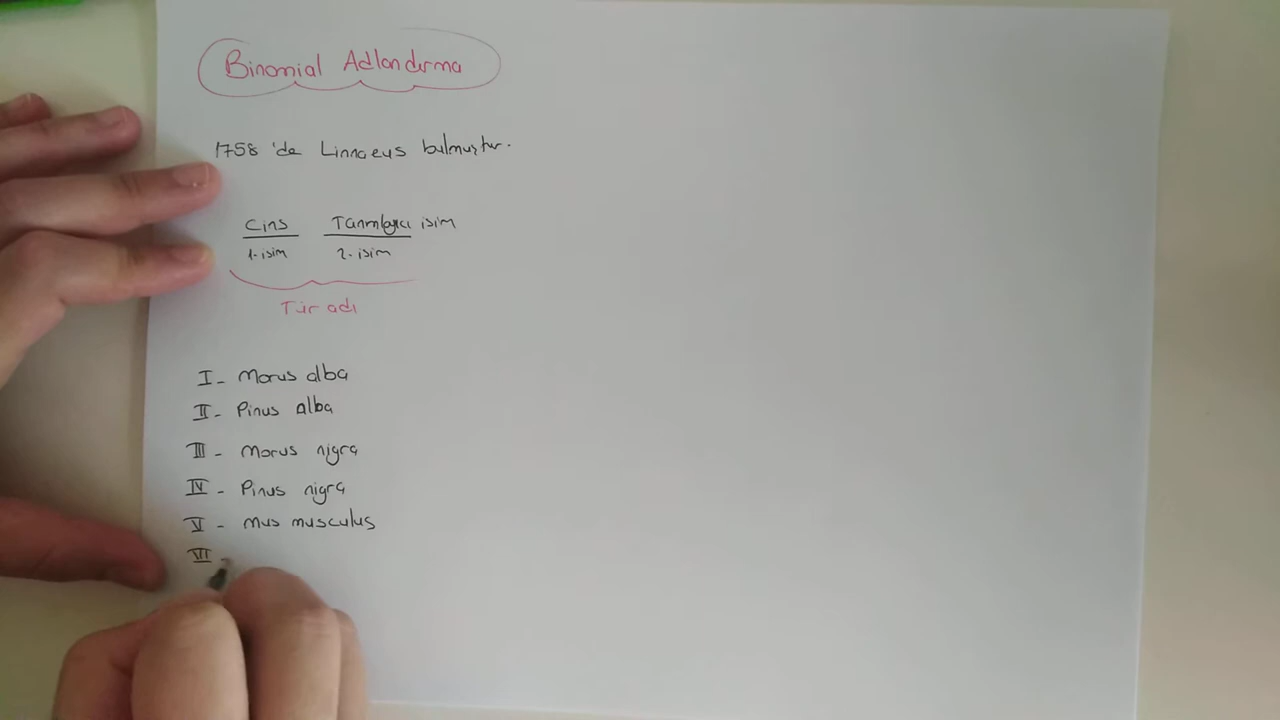 Binomial Adlandırma
1758 'de Linnaeus bulmuştur.
Cins Tanımlayıcı isim
1. isim 2. isim
Tür adı
I - Morus alba
II - Pinus alba
III - Morus nigra
IV - Pinus nigra
V - Mus musculus
VI -